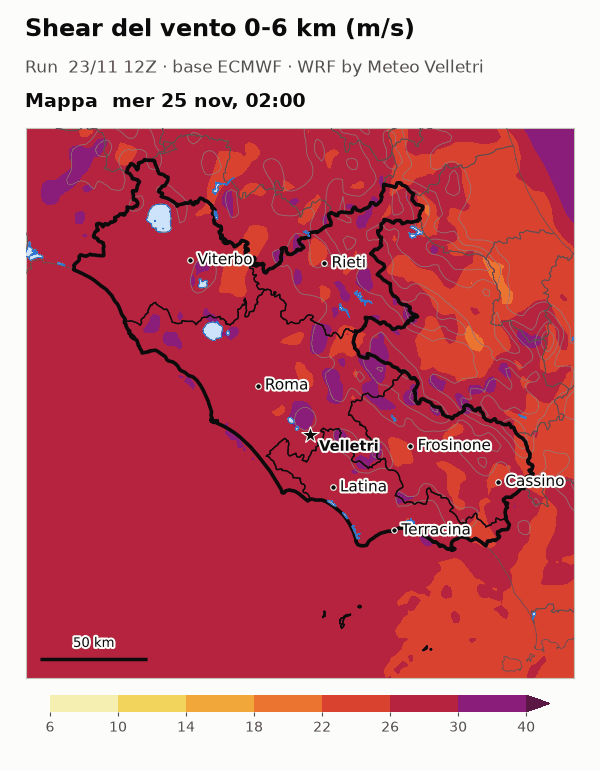 Shear del vento 0-6 km (m/s)
Run  23/11 12Z · base ECMWF · WRF by Meteo Velletri
Mappa  mer 25 nov, 02:00
Viterbo
Rieti
Roma
Velletri
Frosinone
Latina
Cassino
Terracina
50 km
6 10 14 18 22 26 30 40